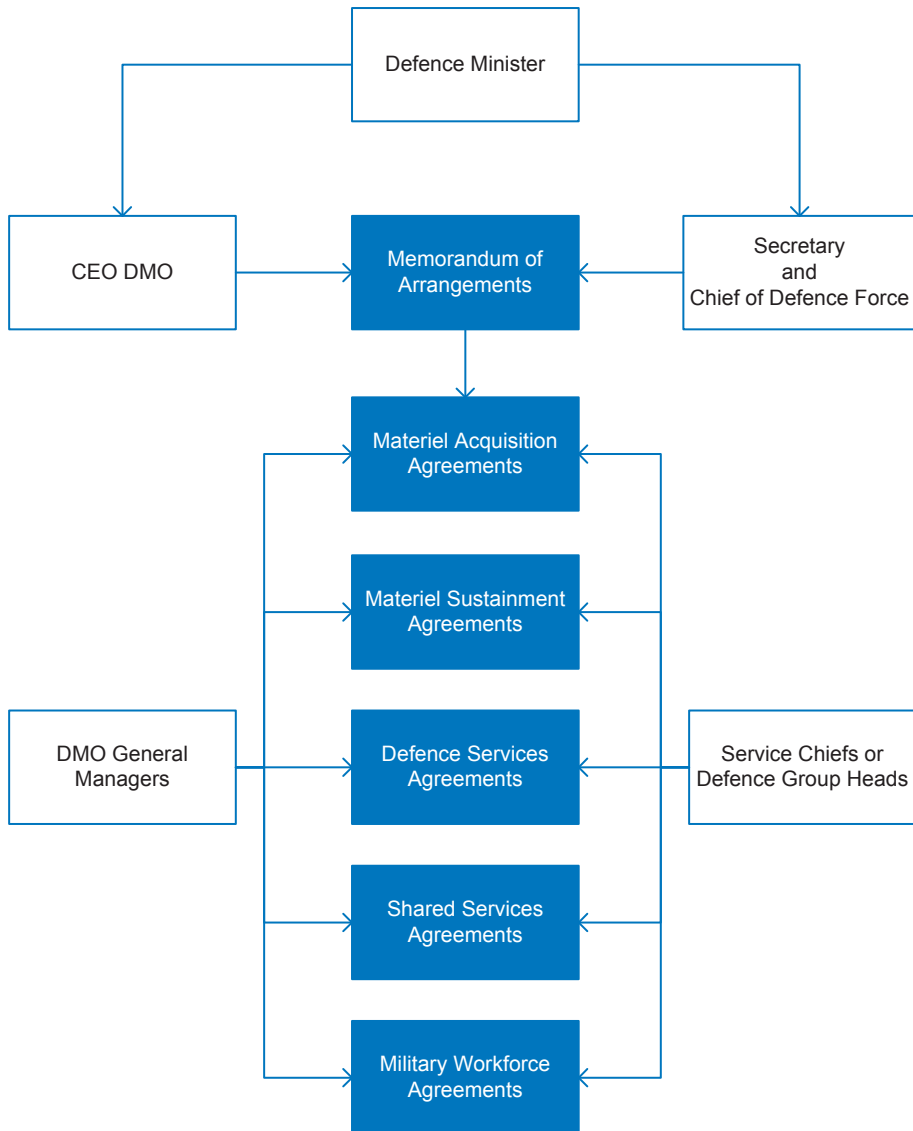 Defence Minister
CEO DMO
Memorandum of
Arrangements
Secretary
and
Chief of Defence Force
Materiel Acquisition
Agreements
Materiel Sustainment
Agreements
DMO General
Managers
Defence Services
Agreements
Service Chiefs or
Defence Group Heads
Shared Services
Agreements
Military Workforce
Agreements